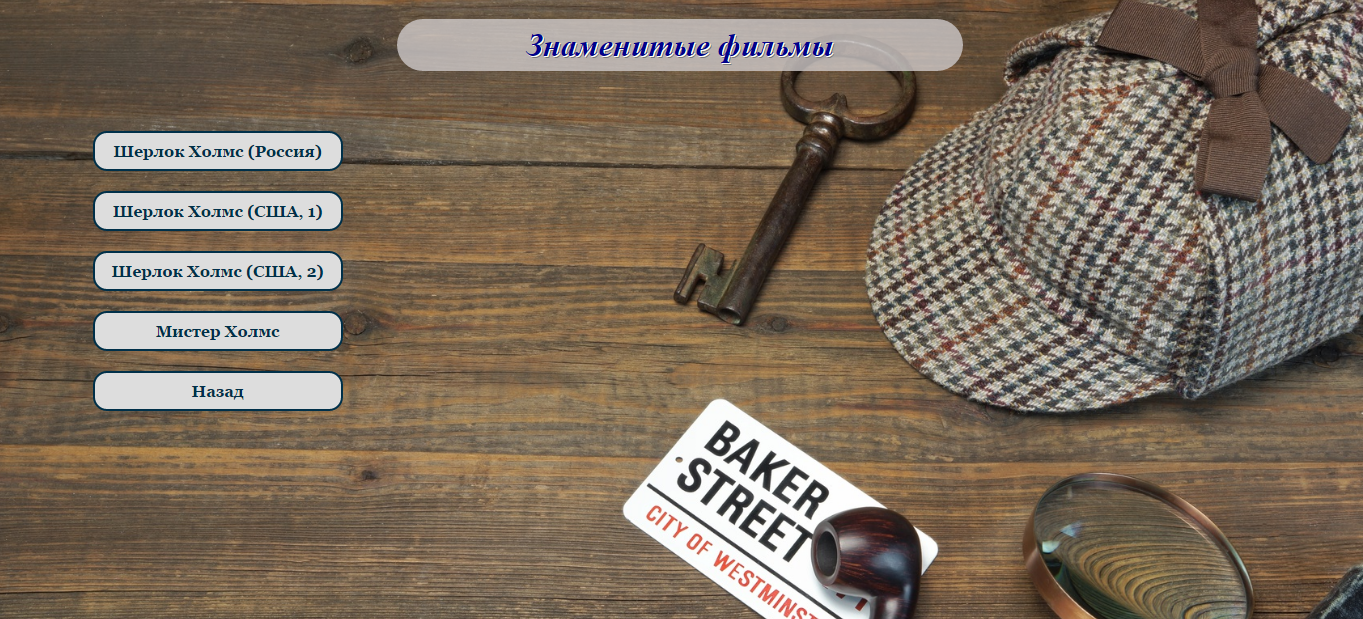 Знаменитые фильмы
Шерлок Холмс (Россия)
Шерлок Холмс (США, 1)
Шерлок Холмс (США, 2)
Мистер Холмс
Назад
BAKER
STREET
CITY OF